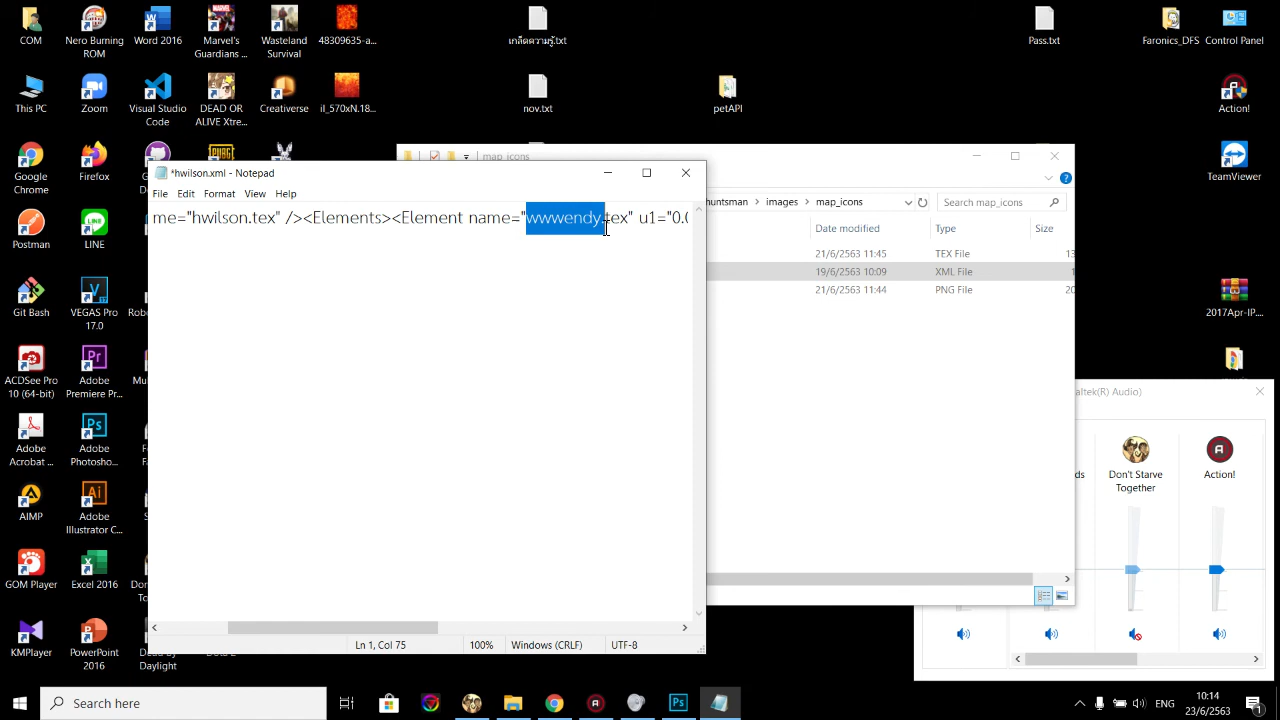 COM
Nero Burning
ROM
Word 2016
Marvel's
Guardians ...
Wasteland
Survival
48309635-a...
เกลีดความรู้.txt
Pass.txt
Faronics_DFS
Control Panel
This PC
Zoom
Visual Studio
Code
DEAD OR
ALIVE Xtre...
Creativerse
il_570xN.18...
nov.txt
petAPI
Action!
map_icons
*hwilson.xml - Notepad
File Edit Format View Help
me="hwilson.tex" /><Elements><Element name="wwwendy.tex" u1="0.0
huntsman > images > map_icons
Search map_icons
Date modified Type Size
21/6/2563 11:45 TEX File 13
19/6/2563 10:09 XML File 1
21/6/2563 11:44 PNG File 20
Google
Chrome
Firefox
TeamViewer
Postman
LINE
Git Bash
VEGAS Pro
17.0
2017Apr-IP....
ACDSee Pro
10 (64-bit)
Adobe
Premiere Pr...
altek(R) Audio)
Adobe
Acrobat ...
Adobe
Photosho...
ds
Don't Starve
Together
Action!
AIMP
Adobe
Illustrator C...
GOM Player
Excel 2016
KMPlayer
PowerPoint
2016
Daylight
Ln 1, Col 75 100% Windows (CRLF) UTF-8
Search here
ENG
10:14
23/6/2563
1